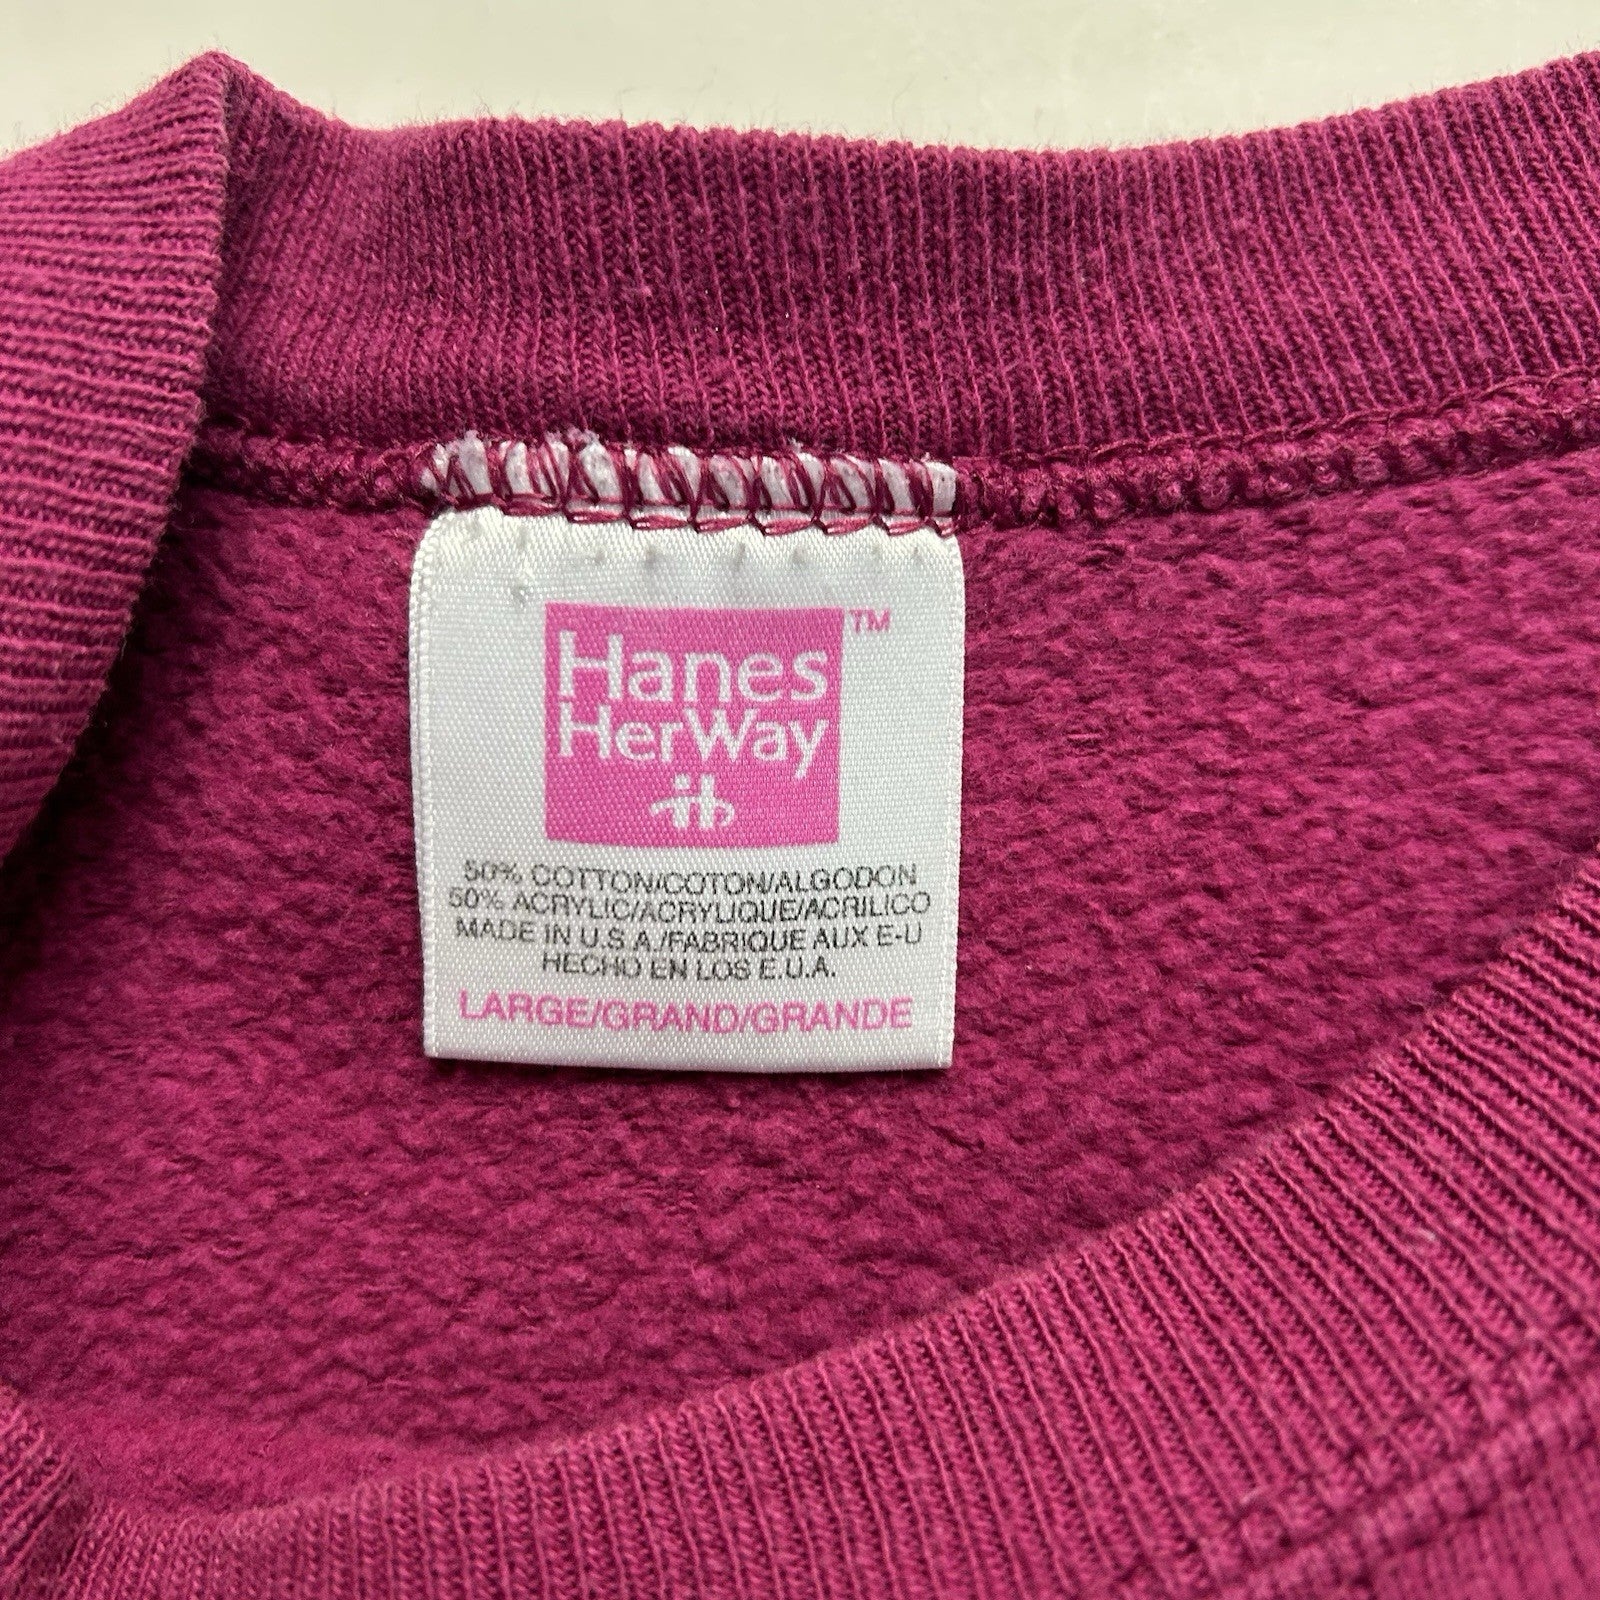 Hanes TM
HerWay
50% COTTON/COTON/ALGODON
50% ACRYLIC/ACRYLIQUE/ACRILICO
MADE IN U.S.A./FABRIQUE AUX E-U
HECHO EN LOS E.U.A.
LARGE/GRAND/GRANDE